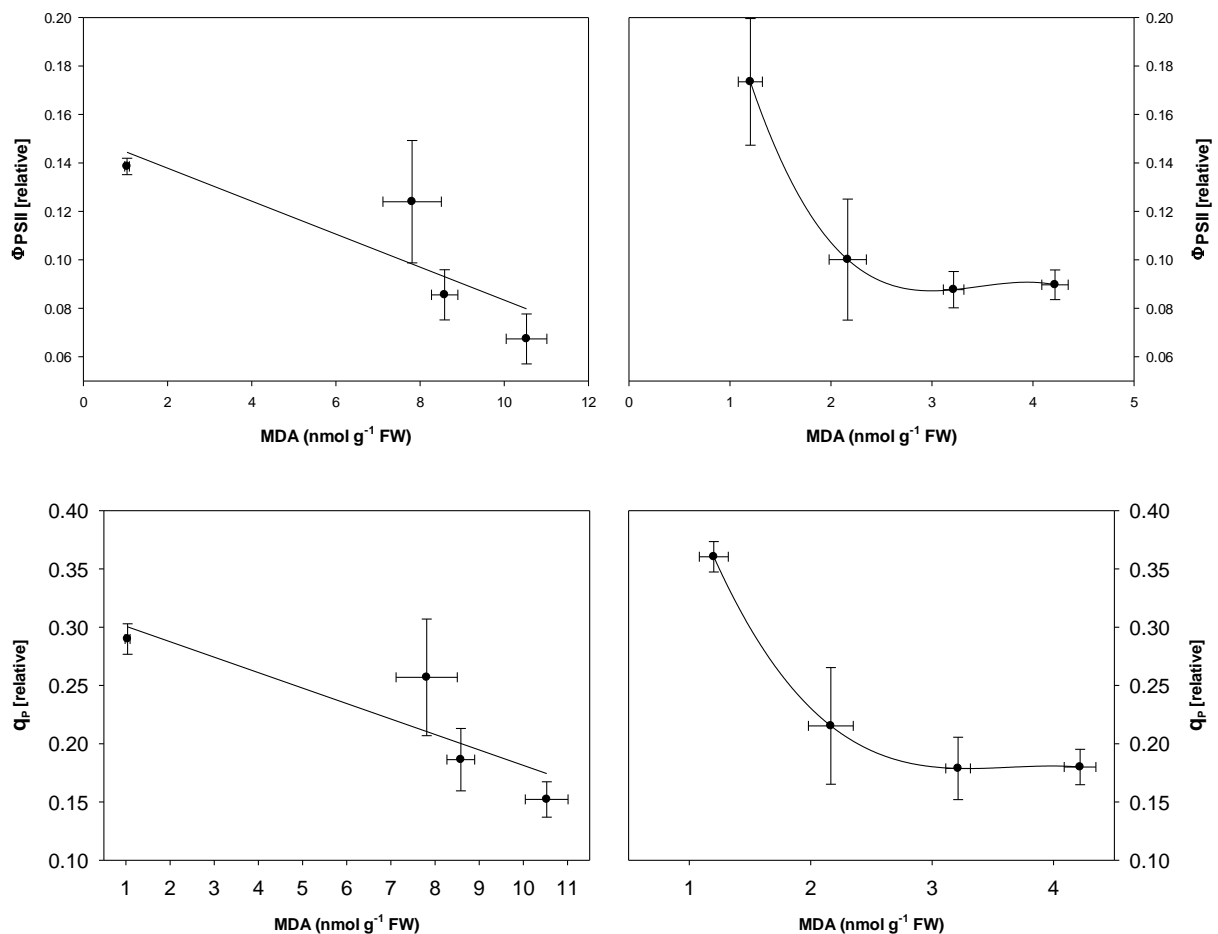 0.20
0.18
0.16
0.14
0.12
0.10
0.08
0.06
ΦPSII [relative]
0 2 4 6 8 10 12
MDA (nmol g-1 FW)
0.20
0.18
0.16
0.14
0.12
0.10
0.08
0.06
ΦPSII [relative]
0 1 2 3 4 5
MDA (nmol g-1 FW)
0.40
0.35
0.30
0.25
0.20
0.15
0.10
qP [relative]
1 2 3 4 5 6 7 8 9 10 11
MDA (nmol g-1 FW)
0.40
0.35
0.30
0.25
0.20
0.15
0.10
qP [relative]
1 2 3 4
MDA (nmol g-1 FW)